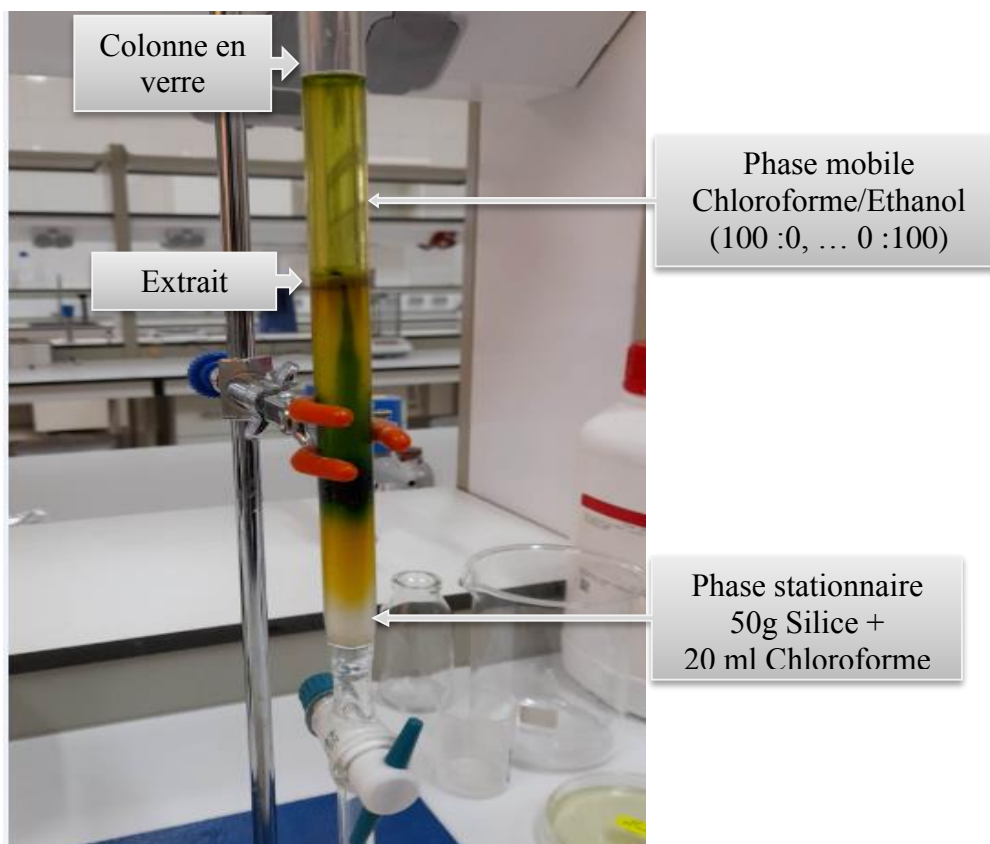 Colonne en
verre
Phase mobile
Chloroforme/Ethanol
(100 :0, … 0 :100)
Extrait
Phase stationnaire
50g Silice +
20 ml Chloroforme